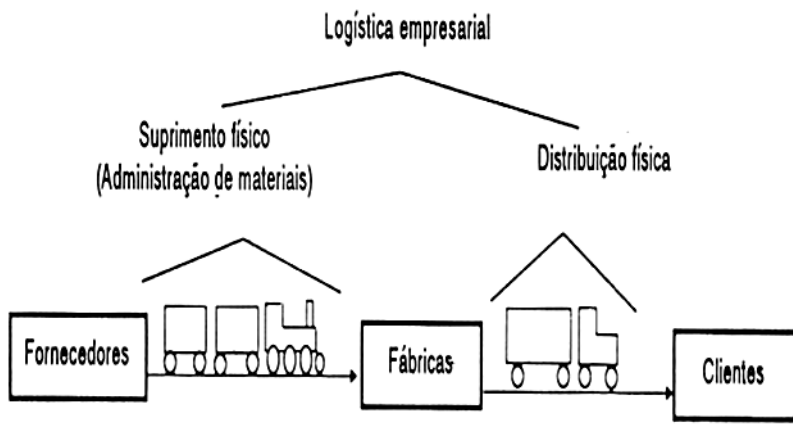 Logística empresarial
Suprimento físico
(Administração de materiais)
Distribuição física
Fornecedores
Fábricas
Clientes